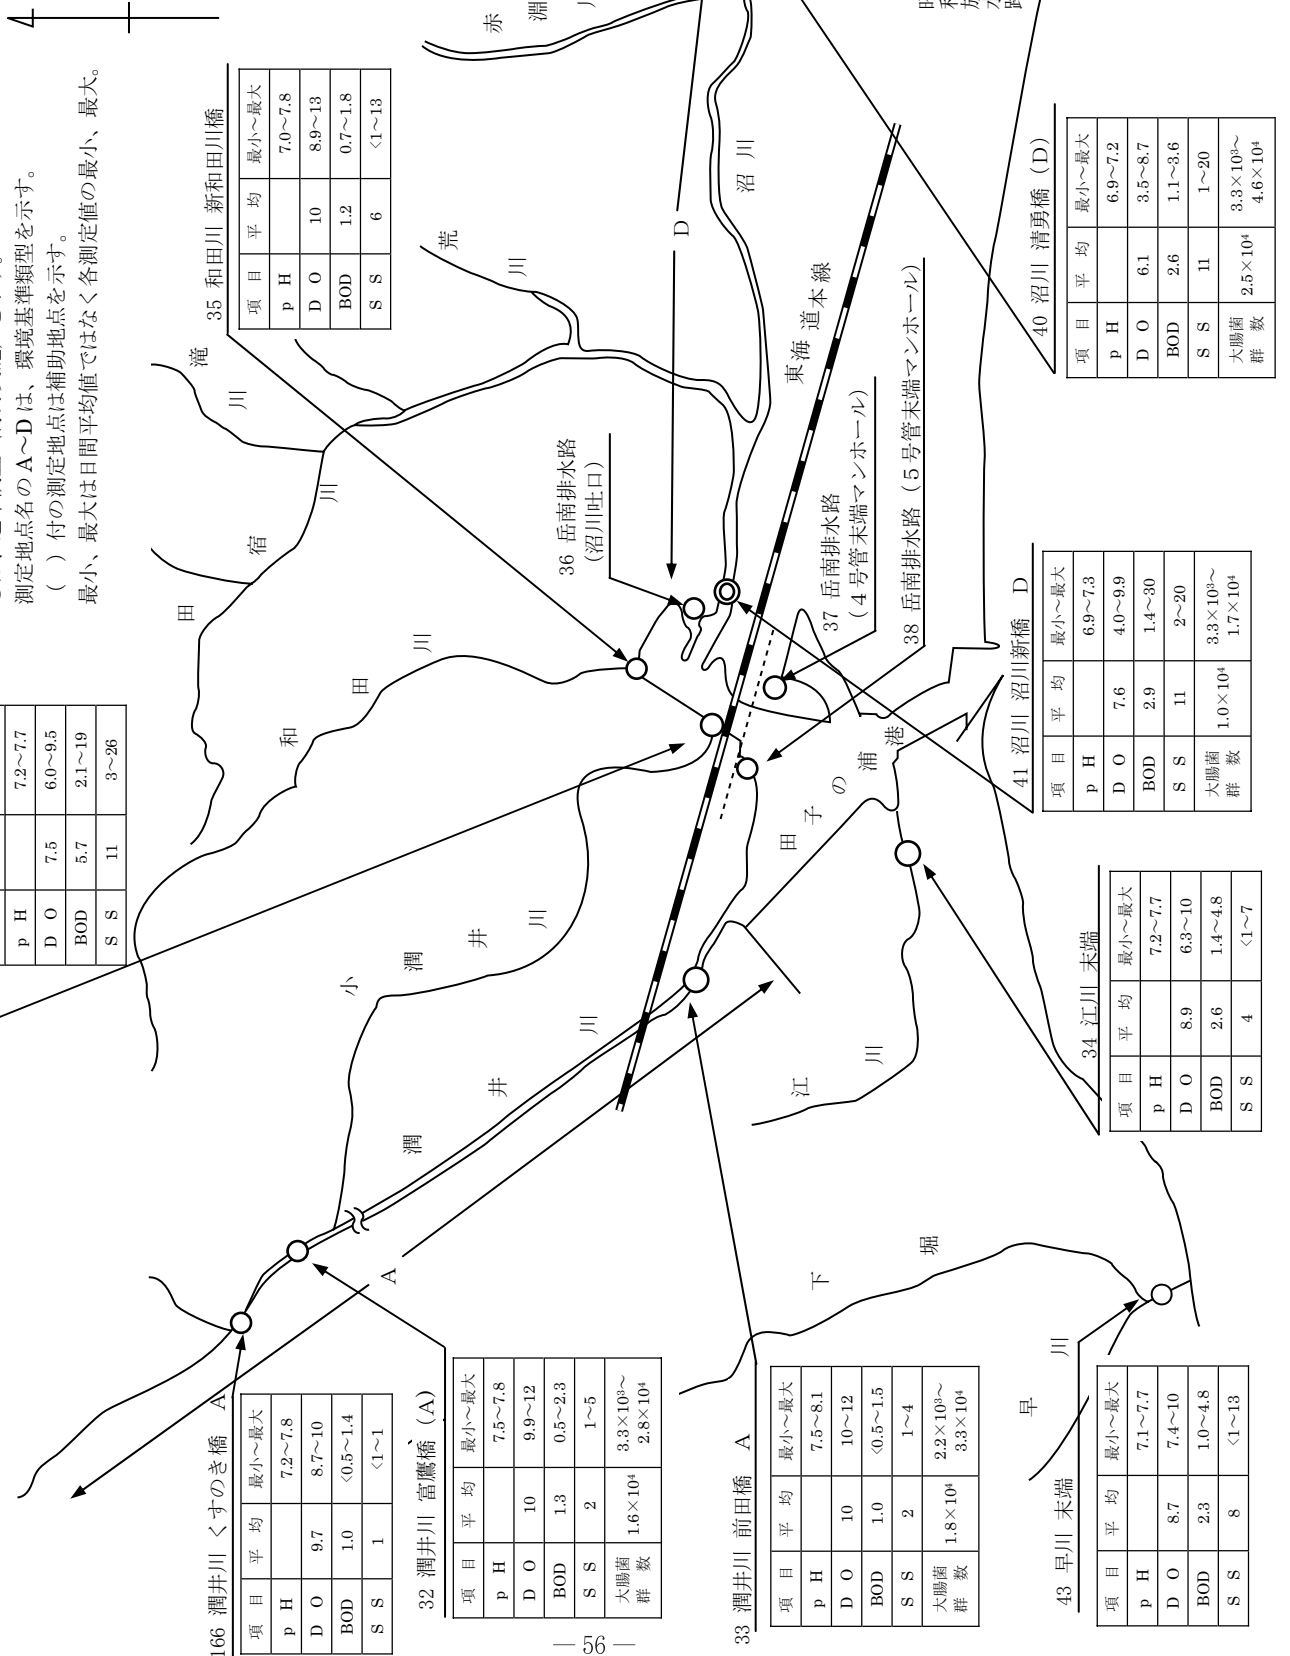 測定地点名の A～D は、環境基準類型を示す。
（　）付の測定地点は補助地点を示す。
最小、最大は日間平均値ではなく各測定値の最小、最大。
p H 7.2～7.7
D O 7.5 6.0～9.5
BOD 5.7 2.1～19
S S 11 3～26
35 和田川 新和田川橋
項 目 平 均 最小～最大
p H 7.0～7.8
D O 10 8.9～13
BOD 1.2 0.7～1.8
S S 6 <1～13
36 岳南排水路
（沼川吐口）
37 岳南排水路
（４号管末端マンホール）
38 岳南排水路（５号管末端マンホール）
40 沼川 清勇橋（D）
項 目 平 均 最小～最大
p H 6.9～7.2
D O 6.1 3.5～8.7
BOD 2.6 1.1～3.6
S S 11 1～20
大腸菌
群 数 2.5×10⁴ 3.3×10³～
4.6×10⁴
41 沼川 沼川新橋 D
項 目 平 均 最小～最大
p H 6.9～7.3
D O 7.6 4.0～9.9
BOD 2.9 1.4～30
S S 11 2～20
大腸菌
群 数 1.0×10⁴ 3.3×10³～
1.7×10⁴
34 江川 末端
項 目 平 均 最小～最大
p H 7.2～7.7
D O 8.9 6.3～10
BOD 2.6 1.4～4.8
S S 4 <1～7
166 潤井川 くすのき橋 A
項 目 平 均 最小～最大
p H 7.2～7.8
D O 9.7 8.7～10
BOD 1.0 <0.5～1.4
S S 1 <1～1
32 潤井川 富鷹橋（A）
項 目 平 均 最小～最大
p H 7.5～7.8
D O 10 9.9～12
BOD 1.3 0.5～2.3
S S 2 1～5
大腸菌
群 数 1.6×10⁴ 3.3×10³～
2.8×10⁴
33 潤井川 前田橋 A
項 目 平 均 最小～最大
p H 7.5～8.1
D O 10 10～12
BOD 1.0 <0.5～1.5
S S 2 1～4
大腸菌
群 数 1.8×10⁴ 2.2×10³～
3.3×10⁴
43 早川 末端
項 目 平 均 最小～最大
p H 7.1～7.7
D O 8.7 7.4～10
BOD 2.3 1.0～4.8
S S 8 <1～13
赤淵川
滝川
荒川
田宿川
和田川
小潤井川
潤井川
沼川
東海道本線
田子の浦港
江川
下堀
早川
A
D
― 56 ―